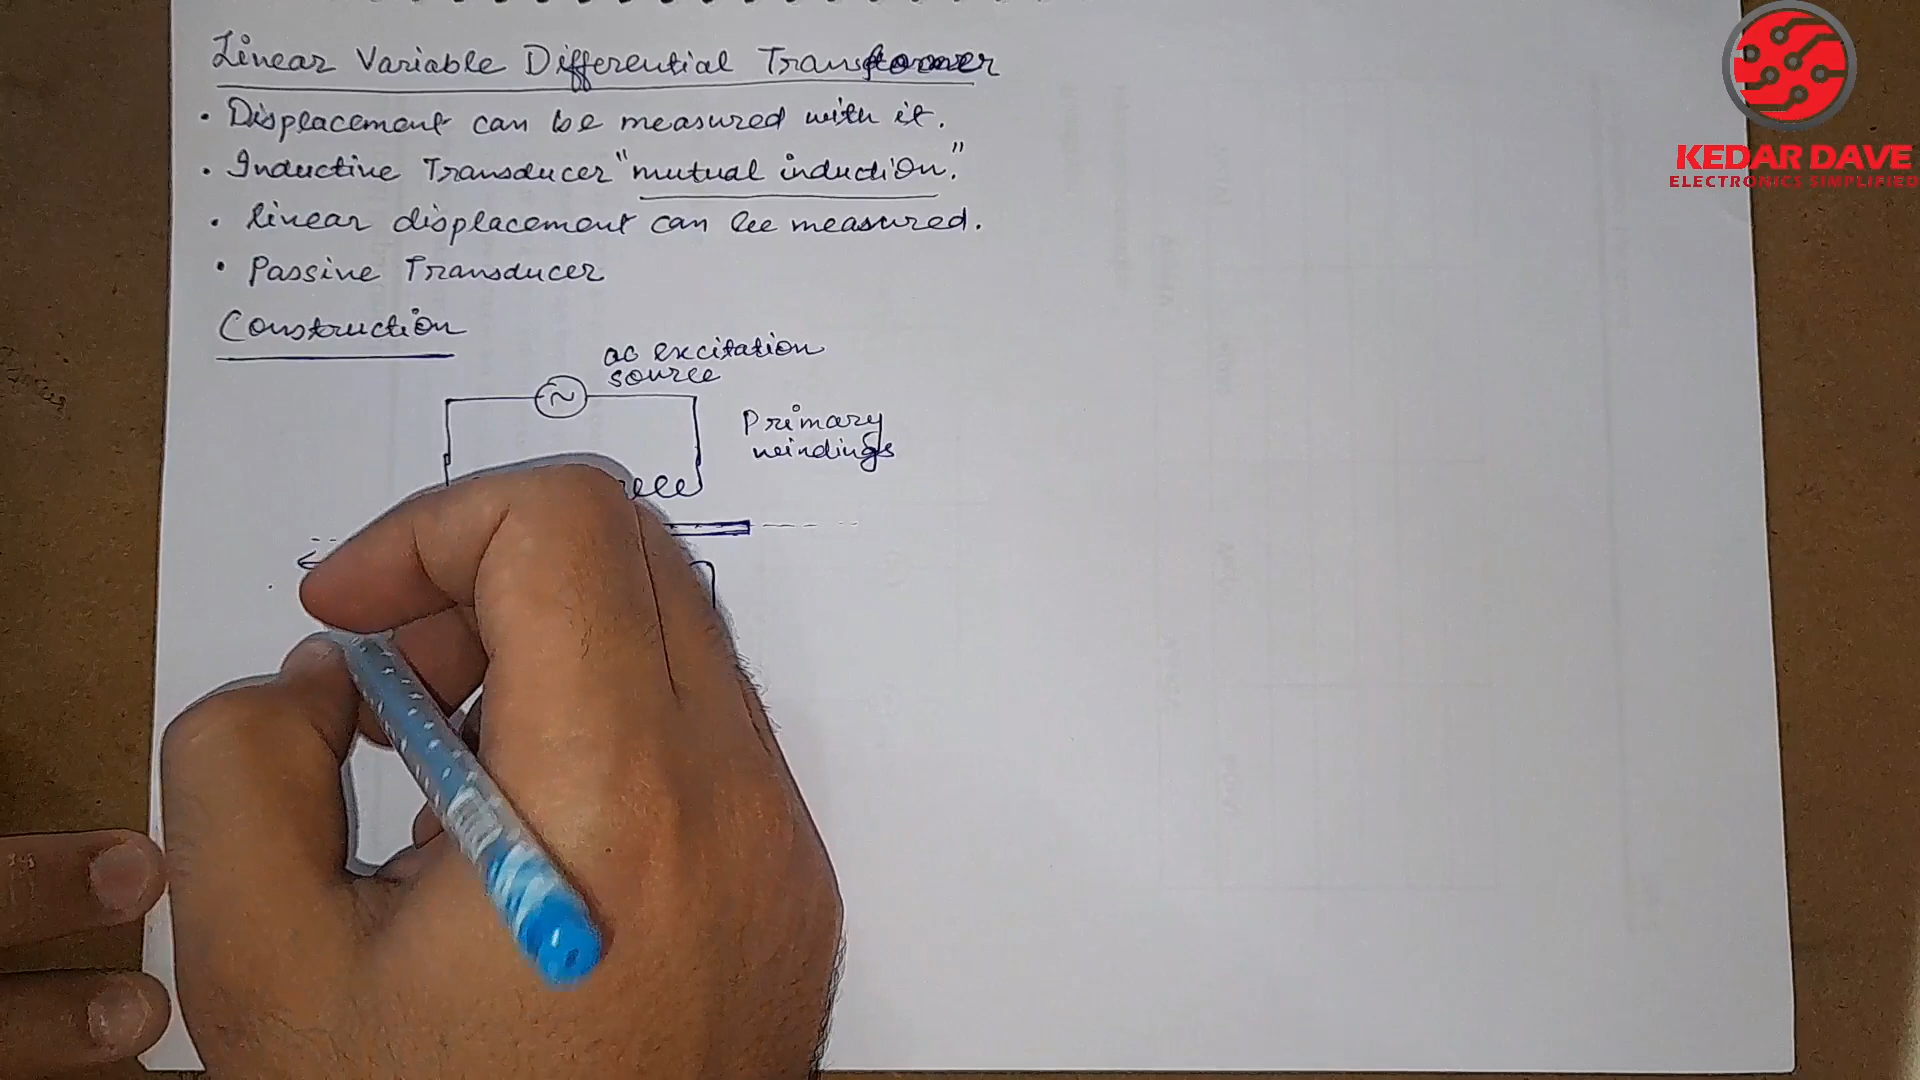 Linear Variable Differential Transformer
• Displacement can be measured with it.
• Inductive Transducer "mutual induction."
• linear displacement can be measured.
• Passive Transducer
Construction
ac excitation
source
Primary
windings
KEDAR DAVE
ELECTRONICS SIMPLIFIED